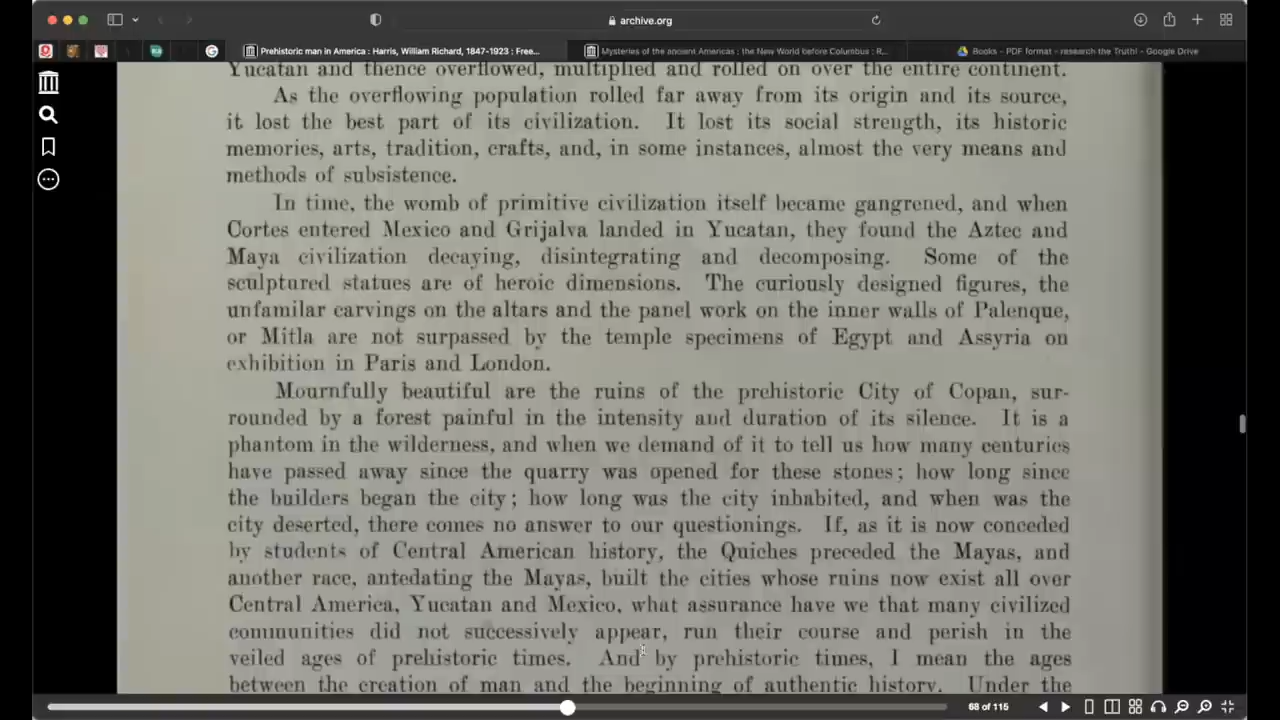 archive.org
Prehistoric man in America : Harris, William Richard, 1847-1923 : Free...
Mysteries of the ancient Americas : the New World before Columbus : R...
Books - PDF format - research the Truth! - Google Drive
Yucatan and thence overflowed, multiplied and rolled on over the entire continent.
As the overflowing population rolled far away from its origin and its source,
it lost the best part of its civilization. It lost its social strength, its historic
memories, arts, tradition, crafts, and, in some instances, almost the very means and
methods of subsistence.
In time, the womb of primitive civilization itself became gangrened, and when
Cortes entered Mexico and Grijalva landed in Yucatan, they found the Aztec and
Maya civilization decaying, disintegrating and decomposing. Some of the
sculptured statues are of heroic dimensions. The curiously designed figures, the
unfamilar carvings on the altars and the panel work on the inner walls of Palenque,
or Mitla are not surpassed by the temple specimens of Egypt and Assyria on
exhibition in Paris and London.
Mournfully beautiful are the ruins of the prehistoric City of Copan, sur-
rounded by a forest painful in the intensity and duration of its silence. It is a
phantom in the wilderness, and when we demand of it to tell us how many centuries
have passed away since the quarry was opened for these stones; how long since
the builders began the city; how long was the city inhabited, and when was the
city deserted, there comes no answer to our questionings. If, as it is now conceded
by students of Central American history, the Quiches preceded the Mayas, and
another race, antedating the Mayas, built the cities whose ruins now exist all over
Central America, Yucatan and Mexico, what assurance have we that many civilized
communities did not successively appear, run their course and perish in the
veiled ages of prehistoric times. And by prehistoric times, I mean the ages
between the creation of man and the beginning of authentic history. Under the
68 of 115